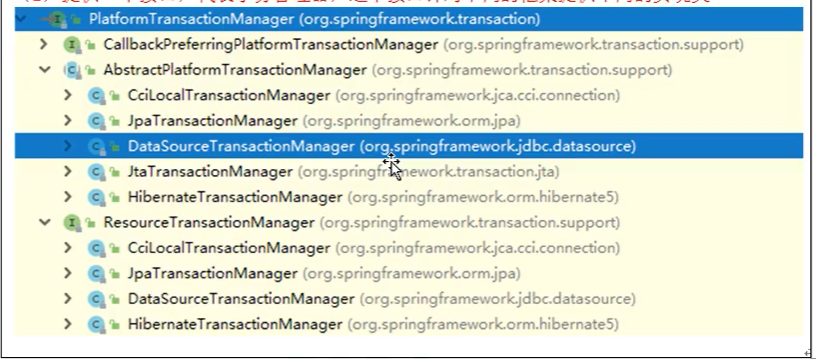 PlatformTransactionManager (org.springframework.transaction)
CallbackPreferringPlatformTransactionManager (org.springframework.transaction.support)
AbstractPlatformTransactionManager (org.springframework.transaction.support)
CciLocalTransactionManager (org.springframework.jca.cci.connection)
JpaTransactionManager (org.springframework.orm.jpa)
DataSourceTransactionManager (org.springframework.jdbc.datasource)
JtaTransactionManager (org.springframework.transaction.jta)
HibernateTransactionManager (org.springframework.orm.hibernate5)
ResourceTransactionManager (org.springframework.transaction.support)
CciLocalTransactionManager (org.springframework.jca.cci.connection)
JpaTransactionManager (org.springframework.orm.jpa)
DataSourceTransactionManager (org.springframework.jdbc.datasource)
HibernateTransactionManager (org.springframework.orm.hibernate5)